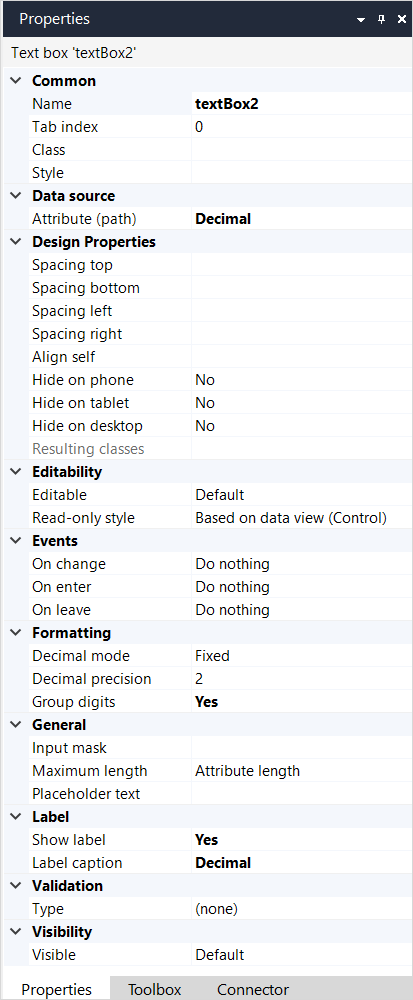 Properties
Text box 'textBox2'
Common
Name textBox2
Tab index 0
Class
Style
Data source
Attribute (path) Decimal
Design Properties
Spacing top
Spacing bottom
Spacing left
Spacing right
Align self
Hide on phone No
Hide on tablet No
Hide on desktop No
Resulting classes
Editability
Editable Default
Read-only style Based on data view (Control)
Events
On change Do nothing
On enter Do nothing
On leave Do nothing
Formatting
Decimal mode Fixed
Decimal precision 2
Group digits Yes
General
Input mask
Maximum length Attribute length
Placeholder text
Label
Show label Yes
Label caption Decimal
Validation
Type (none)
Visibility
Visible Default
Properties Toolbox Connector